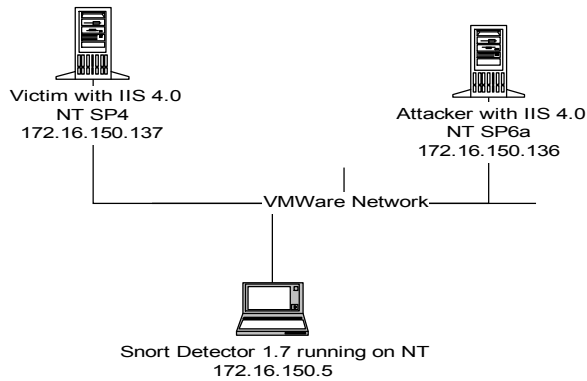 Victim with IIS 4.0
NT SP4
172.16.150.137
Attacker with IIS 4.0
NT SP6a
172.16.150.136
VMWare Network
Snort Detector 1.7 running on NT
172.16.150.5